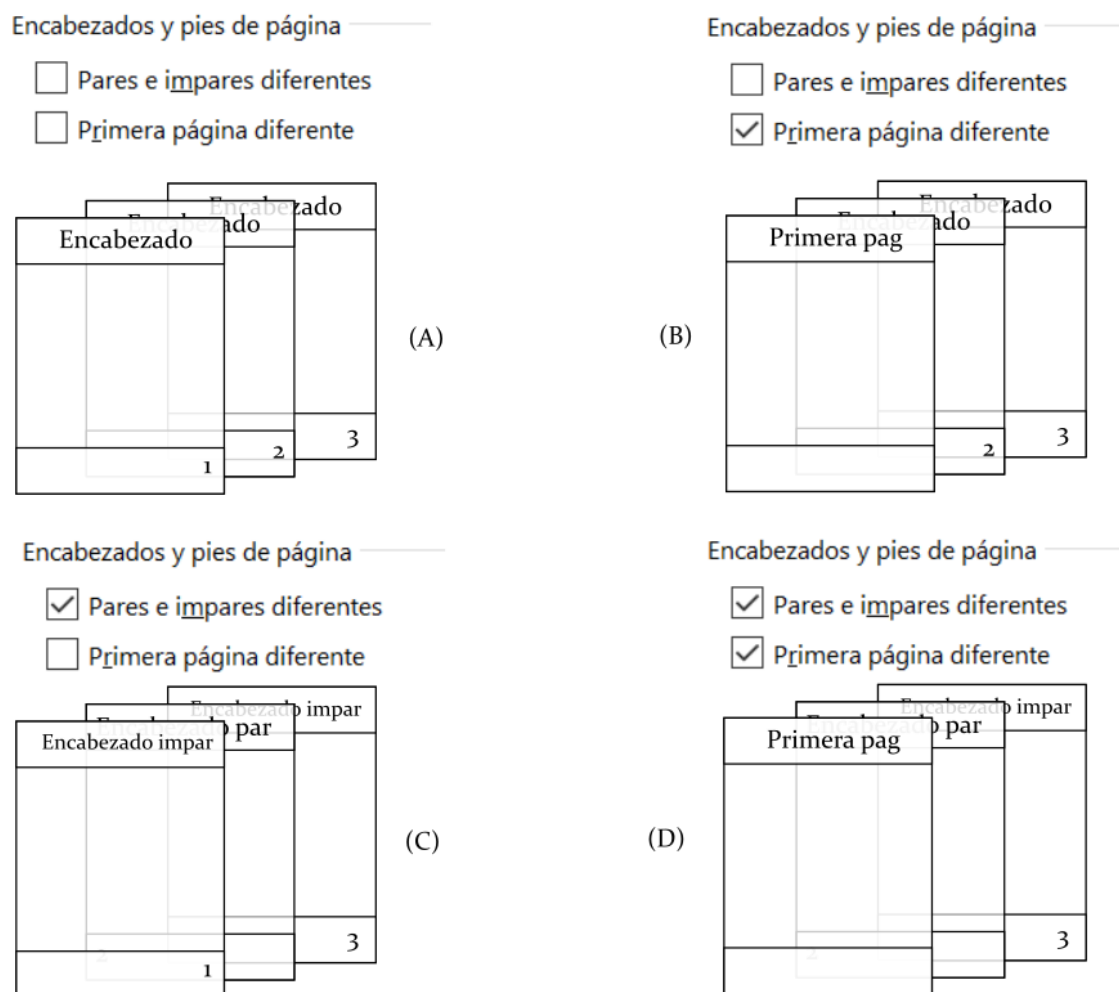 Encabezados y pies de página
Pares e impares diferentes
Primera página diferente
Encabezado
Encabezado
Encabezado
(A)
3
2
1
Encabezados y pies de página
Pares e impares diferentes
Primera página diferente
Encabezado
Encabezado
Primera pag
(B)
3
2
Encabezados y pies de página
Pares e impares diferentes
Primera página diferente
Encabezado impar
Encabezado par
Encabezado impar
(C)
3
2
1
Encabezados y pies de página
Pares e impares diferentes
Primera página diferente
Encabezado impar
Encabezado par
Primera pag
(D)
3
2